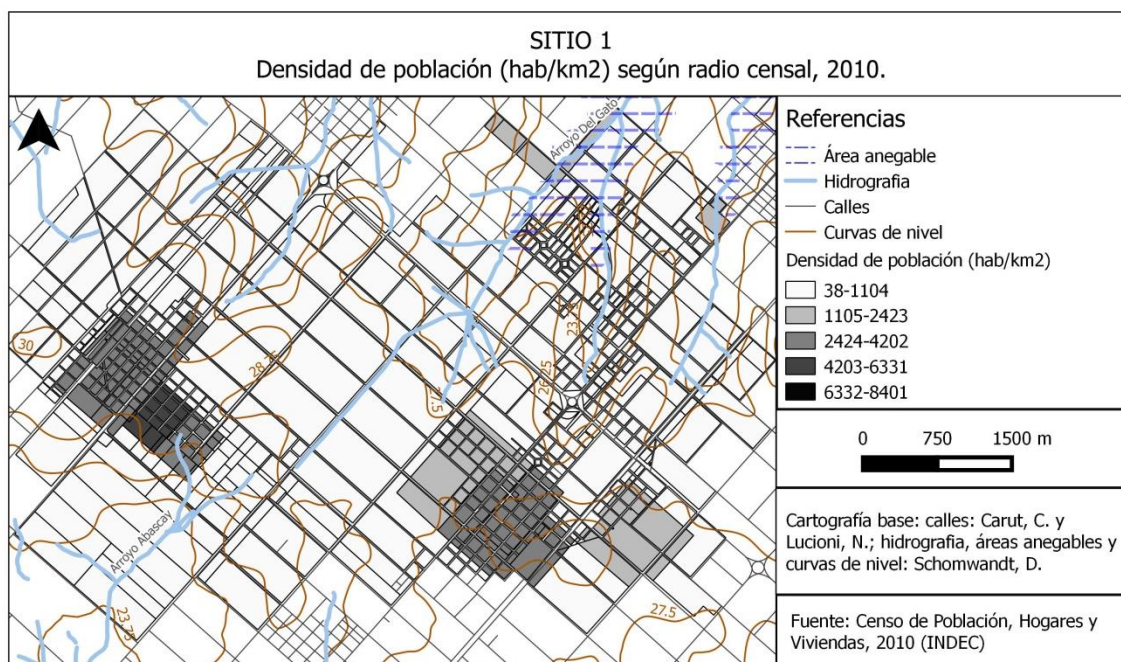 SITIO 1
Densidad de población (hab/km2) según radio censal, 2010.
Arroyo Del Gato
30
28.75
23.75
26.25
27.5
Arroyo Abascay
23.75
27.5
Referencias
Área anegable
Hidrografia
Calles
Curvas de nivel
Densidad de población (hab/km2)
38-1104
1105-2423
2424-4202
4203-6331
6332-8401
0 750 1500 m
Cartografía base: calles: Carut, C. y
Lucioni, N.; hidrografia, áreas anegables y
curvas de nivel: Schomwandt, D.
Fuente: Censo de Población, Hogares y
Viviendas, 2010 (INDEC)